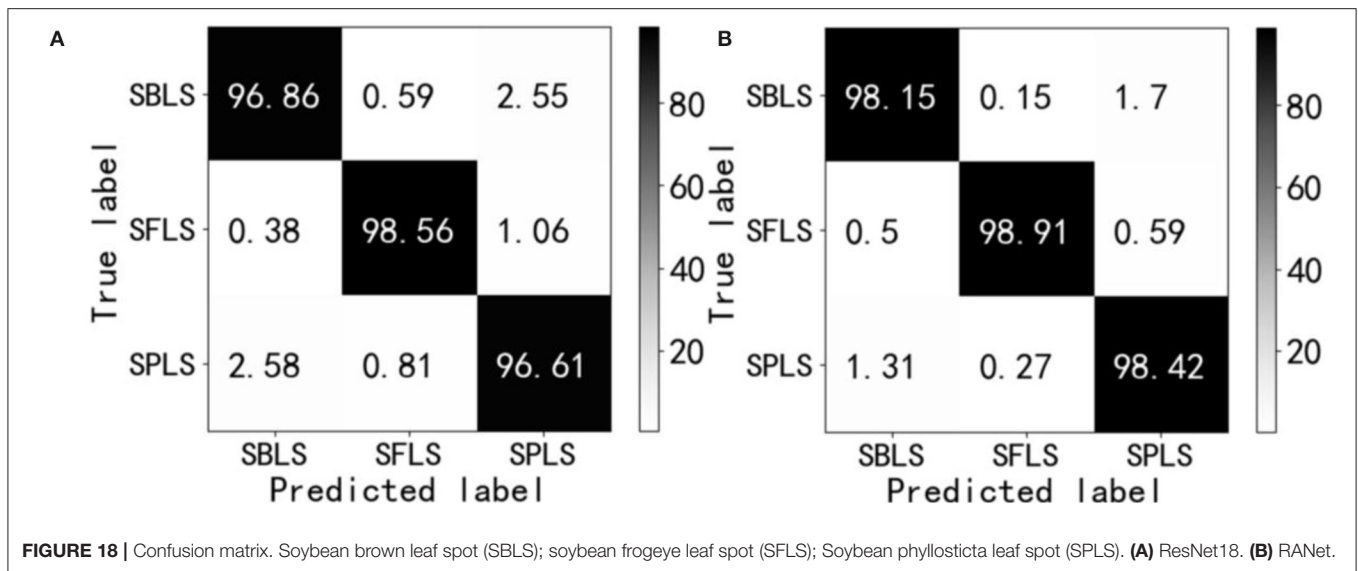 A
SBLS 96.86 0.59 2.55
SFLS 0.38 98.56 1.06
SPLS 2.58 0.81 96.61
SBLS SFLS SPLS
Predicted label
True label
80
60
40
20
B
SBLS 98.15 0.15 1.7
SFLS 0.5 98.91 0.59
SPLS 1.31 0.27 98.42
SBLS SFLS SPLS
Predicted label
True label
80
60
40
20
FIGURE 18 | Confusion matrix. Soybean brown leaf spot (SBLS); soybean frogeye leaf spot (SFLS); Soybean phyllosticta leaf spot (SPLS). (A) ResNet18. (B) RANet.